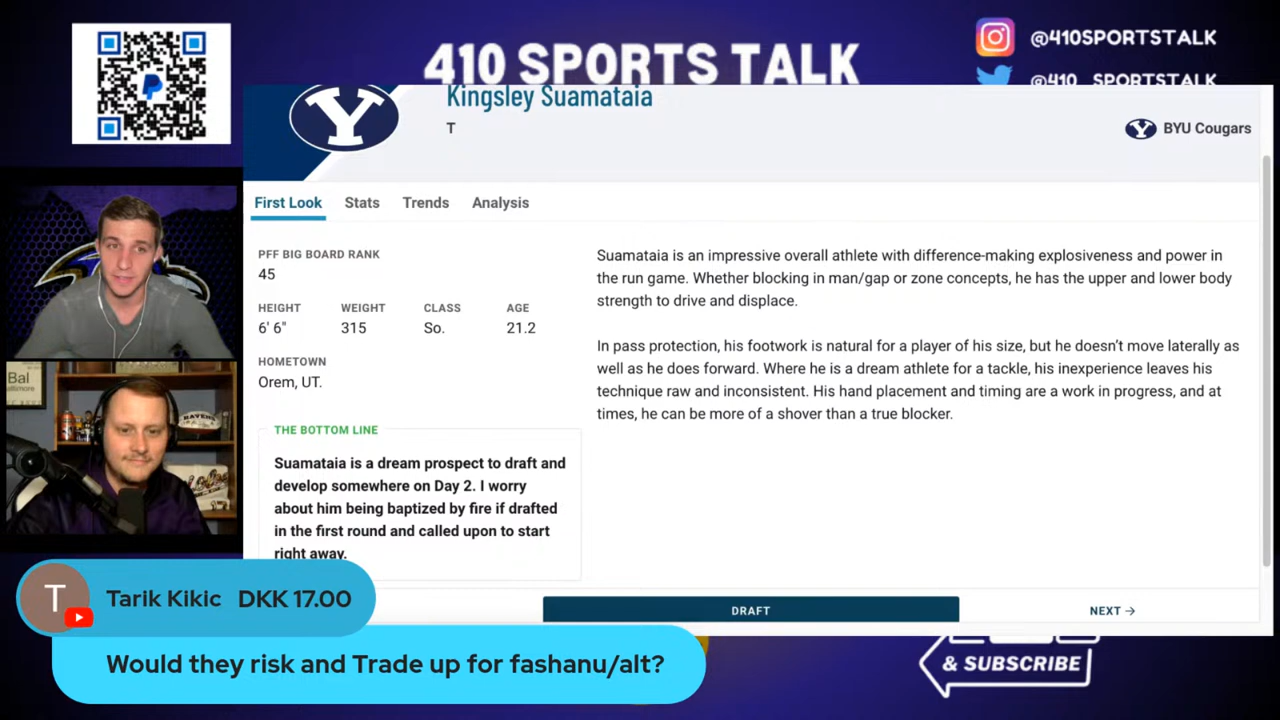 410 SPORTS TALK
@410SPORTSTALK
@410_SPORTSTALK
Kingsley Suamataia
T
BYU Cougars
First Look Stats Trends Analysis
PFF BIG BOARD RANK
45
HEIGHT WEIGHT CLASS AGE
6' 6" 315 So. 21.2
HOMETOWN
Orem, UT.
THE BOTTOM LINE
Suamataia is a dream prospect to draft and
develop somewhere on Day 2. I worry
about him being baptized by fire if drafted
in the first round and called upon to start
right away.
Suamataia is an impressive overall athlete with difference-making explosiveness and power in
the run game. Whether blocking in man/gap or zone concepts, he has the upper and lower body
strength to drive and displace.
In pass protection, his footwork is natural for a player of his size, but he doesn’t move laterally as
well as he does forward. Where he is a dream athlete for a tackle, his inexperience leaves his
technique raw and inconsistent. His hand placement and timing are a work in progress, and at
times, he can be more of a shover than a true blocker.
DRAFT
NEXT →
Bal
altimore
RAVENS
T
Tarik Kikic DKK 17.00
Would they risk and Trade up for fashanu/alt?
& SUBSCRIBE